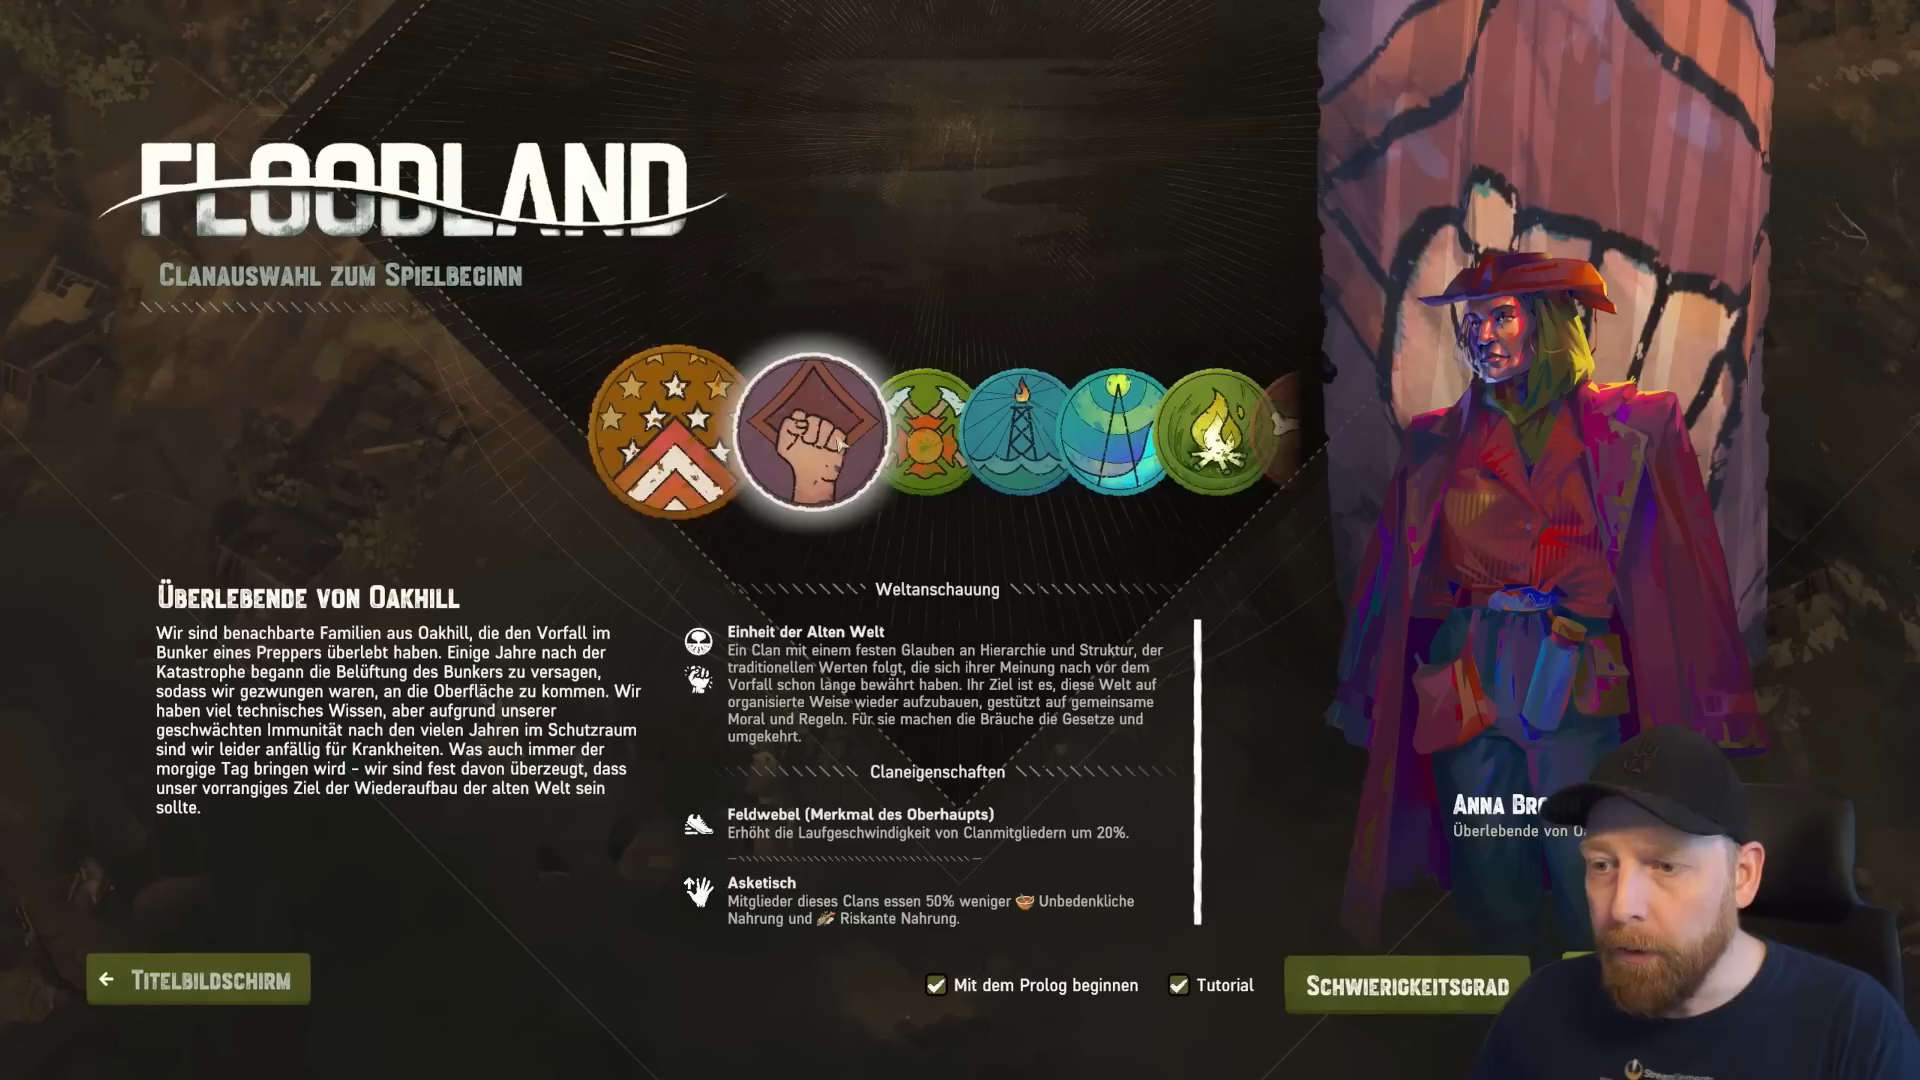 FLOODLAND
Clanauswahl zum Spielbeginn
Überlebende von Oakhill
Wir sind benachbarte Familien aus Oakhill, die den Vorfall im
Bunker eines Preppers überlebt haben. Einige Jahre nach der
Katastrophe begann die Belüftung des Bunkers zu versagen,
sodass wir gezwungen waren, an die Oberfläche zu kommen. Wir
haben viel technisches Wissen, aber aufgrund unserer
geschwächten Immunität nach den vielen Jahren im Schutzraum
sind wir leider anfällig für Krankheiten. Was auch immer der
morgige Tag bringen wird - wir sind fest davon überzeugt, dass
unser vorrangiges Ziel der Wiederaufbau der alten Welt sein
sollte.
Weltanschauung
Einheit der Alten Welt
Ein Clan mit einem festen Glauben an Hierarchie und Struktur, der
traditionellen Werten folgt, die sich ihrer Meinung nach vor dem
Vorfall schon lange bewährt haben. Ihr Ziel ist es, diese Welt auf
organisierte Weise wieder aufzubauen, gestützt auf gemeinsame
Moral und Regeln. Für sie machen die Bräuche die Gesetze und
umgekehrt.
Claneigenschaften
Feldwebel (Merkmal des Oberhaupts)
Erhöht die Laufgeschwindigkeit von Clanmitgliedern um 20%.
Asketisch
Mitglieder dieses Clans essen 50% weniger Unbedenkliche
Nahrung und Riskante Nahrung.
Anna
Überlebende von
Titelbildschirm
Mit dem Prolog beginnen
Tutorial
Schwierigkeitsgrad